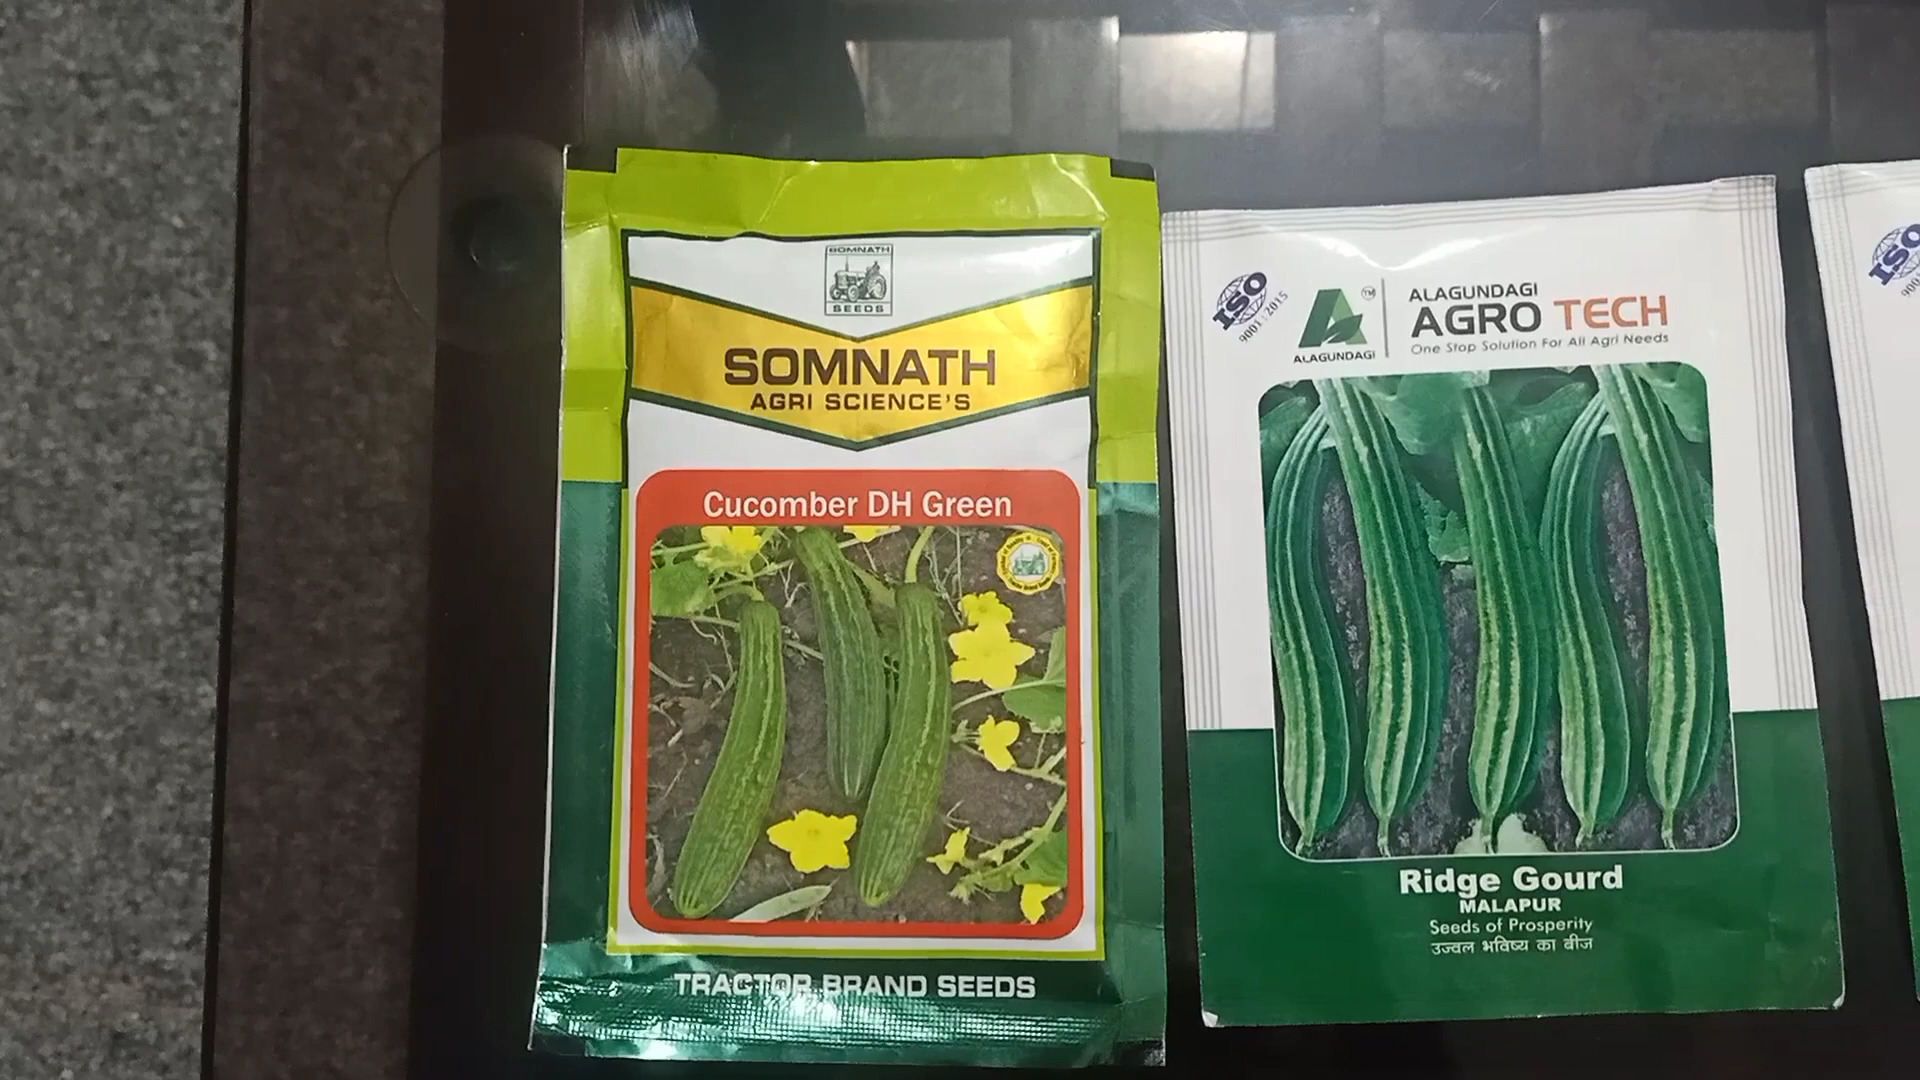 SOMNATH
SEEDS
SOMNATH
AGRI SCIENCE'S
Cucomber DH Green
TRACTOR BRAND SEEDS
ISO
9001:2015
TM
ALAGUNDAGI
ALAGUNDAGI
AGRO TECH
One Stop Solution For All Agri Needs
Ridge Gourd
MALAPUR
Seeds of Prosperity
उज्वल भविष्य का बीज
ISO